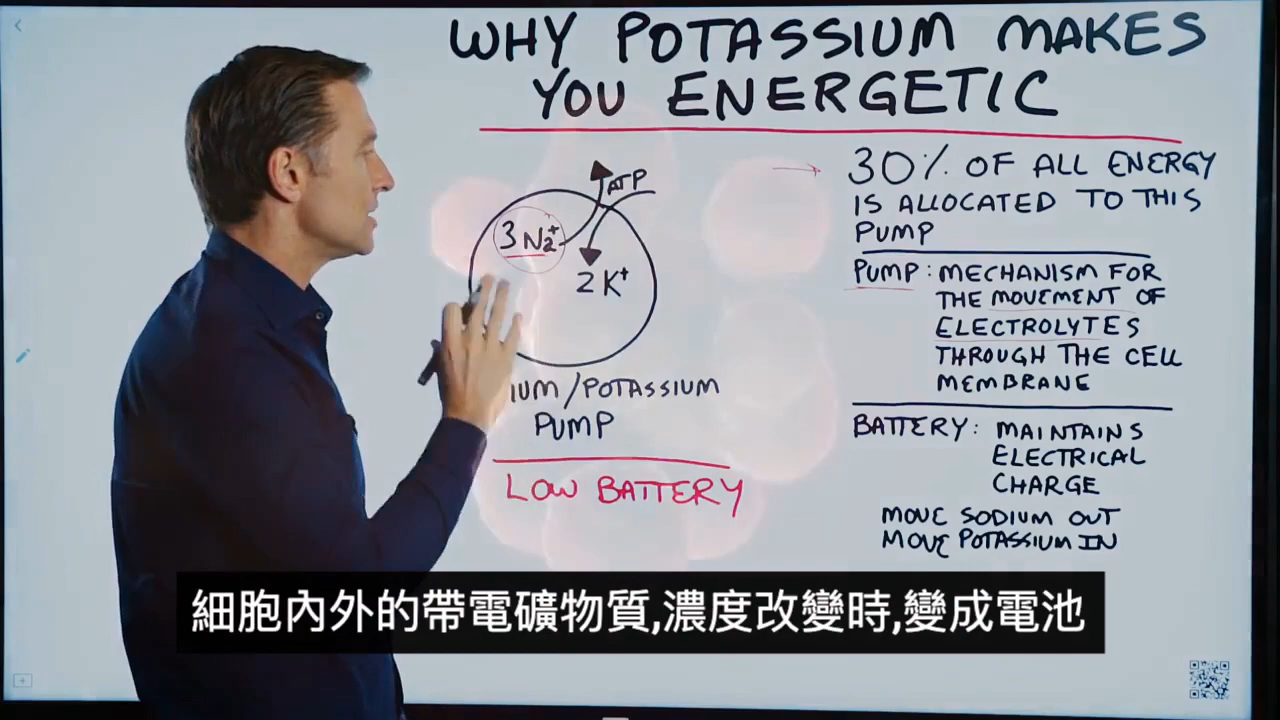 WHY POTASSIUM MAKES
YOU ENERGETIC
ATP
3 Na+
2 K+
IUM/POTASSIUM
PUMP
LOW BATTERY
→ 30% OF ALL ENERGY
IS ALLOCATED TO THIS
PUMP
PUMP: MECHANISM FOR
THE MOVEMENT OF
ELECTROLYTES
THROUGH THE CELL
MEMBRANE
BATTERY: MAINTAINS
ELECTRICAL
CHARGE
MOVE SODIUM OUT
MOVE POTASSIUM IN
細胞內外的帶電礦物質,濃度改變時,變成電池